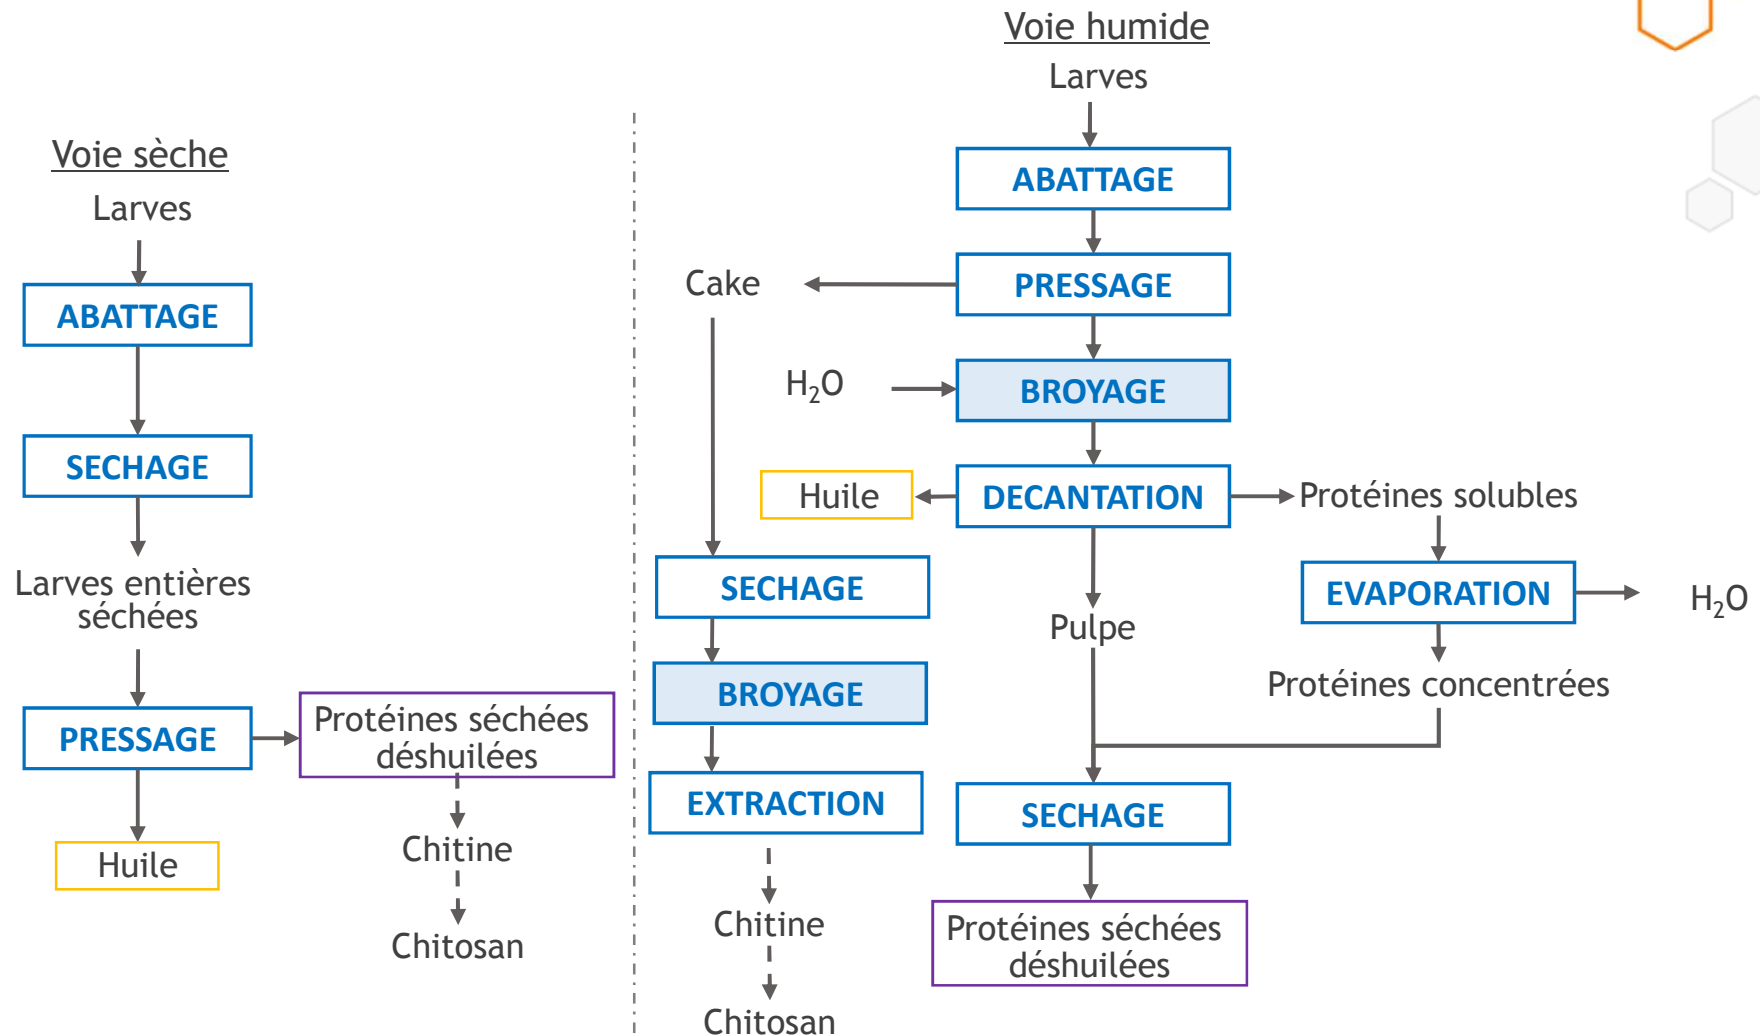 Voie sèche
Larves
ABATTAGE
SECHAGE
Larves entières
séchées
PRESSAGE
Protéines séchées
déshuilées
Huile
Chitine
Chitosan
Voie humide
Larves
ABATTAGE
Cake
PRESSAGE
H₂O
BROYAGE
Huile
DECANTATION
Protéines solubles
SECHAGE
EVAPORATION
H₂O
Pulpe
BROYAGE
Protéines concentrées
EXTRACTION
SECHAGE
Chitine
Protéines séchées
déshuilées
Chitosan